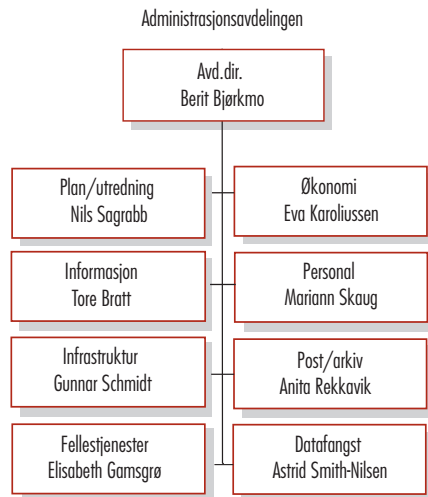 Administrasjonsavdelingen
Avd.dir.
Berit Bjørkmo
Plan/utredning
Nils Sagrabb
Økonomi
Eva Karoliussen
Informasjon
Tore Bratt
Personal
Mariann Skaug
Infrastruktur
Gunnar Schmidt
Post/arkiv
Anita Rekkavik
Fellestjenester
Elisabeth Gamsgrø
Datafangst
Astrid Smith-Nilsen